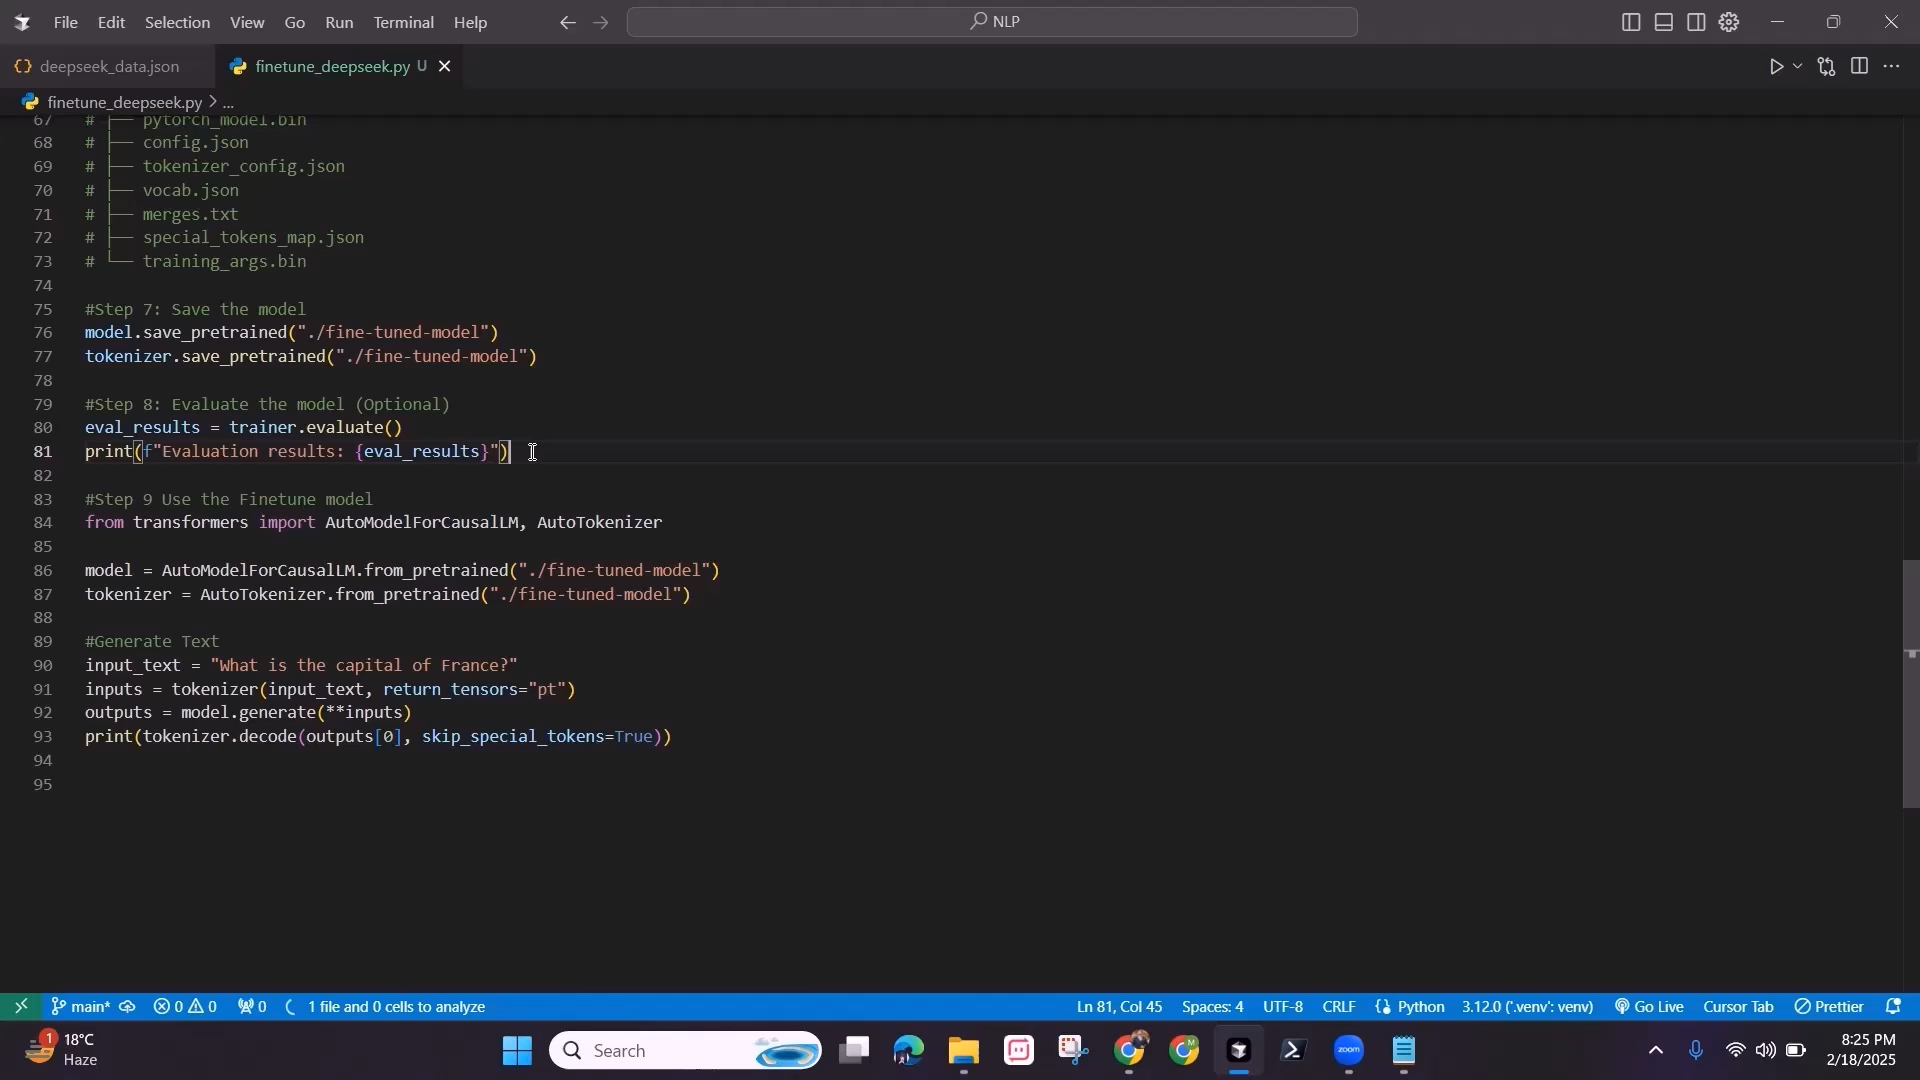 File Edit Selection View Go Run Terminal Help
NLP
deepseek_data.json
finetune_deepseek.py U
finetune_deepseek.py > ...
67 # ├── pytorch_model.bin
68 # ├── config.json
69 # ├── tokenizer_config.json
70 # ├── vocab.json
71 # ├── merges.txt
72 # ├── special_tokens_map.json
73 # └── training_args.bin
74
75 #Step 7: Save the model
76 model.save_pretrained("./fine-tuned-model")
77 tokenizer.save_pretrained("./fine-tuned-model")
78
79 #Step 8: Evaluate the model (Optional)
80 eval_results = trainer.evaluate()
81 print(f"Evaluation results: {eval_results}")
82
83 #Step 9 Use the Finetune model
84 from transformers import AutoModelForCausalLM, AutoTokenizer
85
86 model = AutoModelForCausalLM.from_pretrained("./fine-tuned-model")
87 tokenizer = AutoTokenizer.from_pretrained("./fine-tuned-model")
88
89 #Generate Text
90 input_text = "What is the capital of France?"
91 inputs = tokenizer(input_text, return_tensors="pt")
92 outputs = model.generate(**inputs)
93 print(tokenizer.decode(outputs[0], skip_special_tokens=True))
94
95
main* 0 0 0 1 file and 0 cells to analyze Ln 81, Col 45 Spaces: 4 UTF-8 CRLF {} Python 3.12.0 ('.venv': venv) Go Live Cursor Tab Prettier
1 18°C
Haze
Search
zoom
M
8:25 PM
2/18/2025